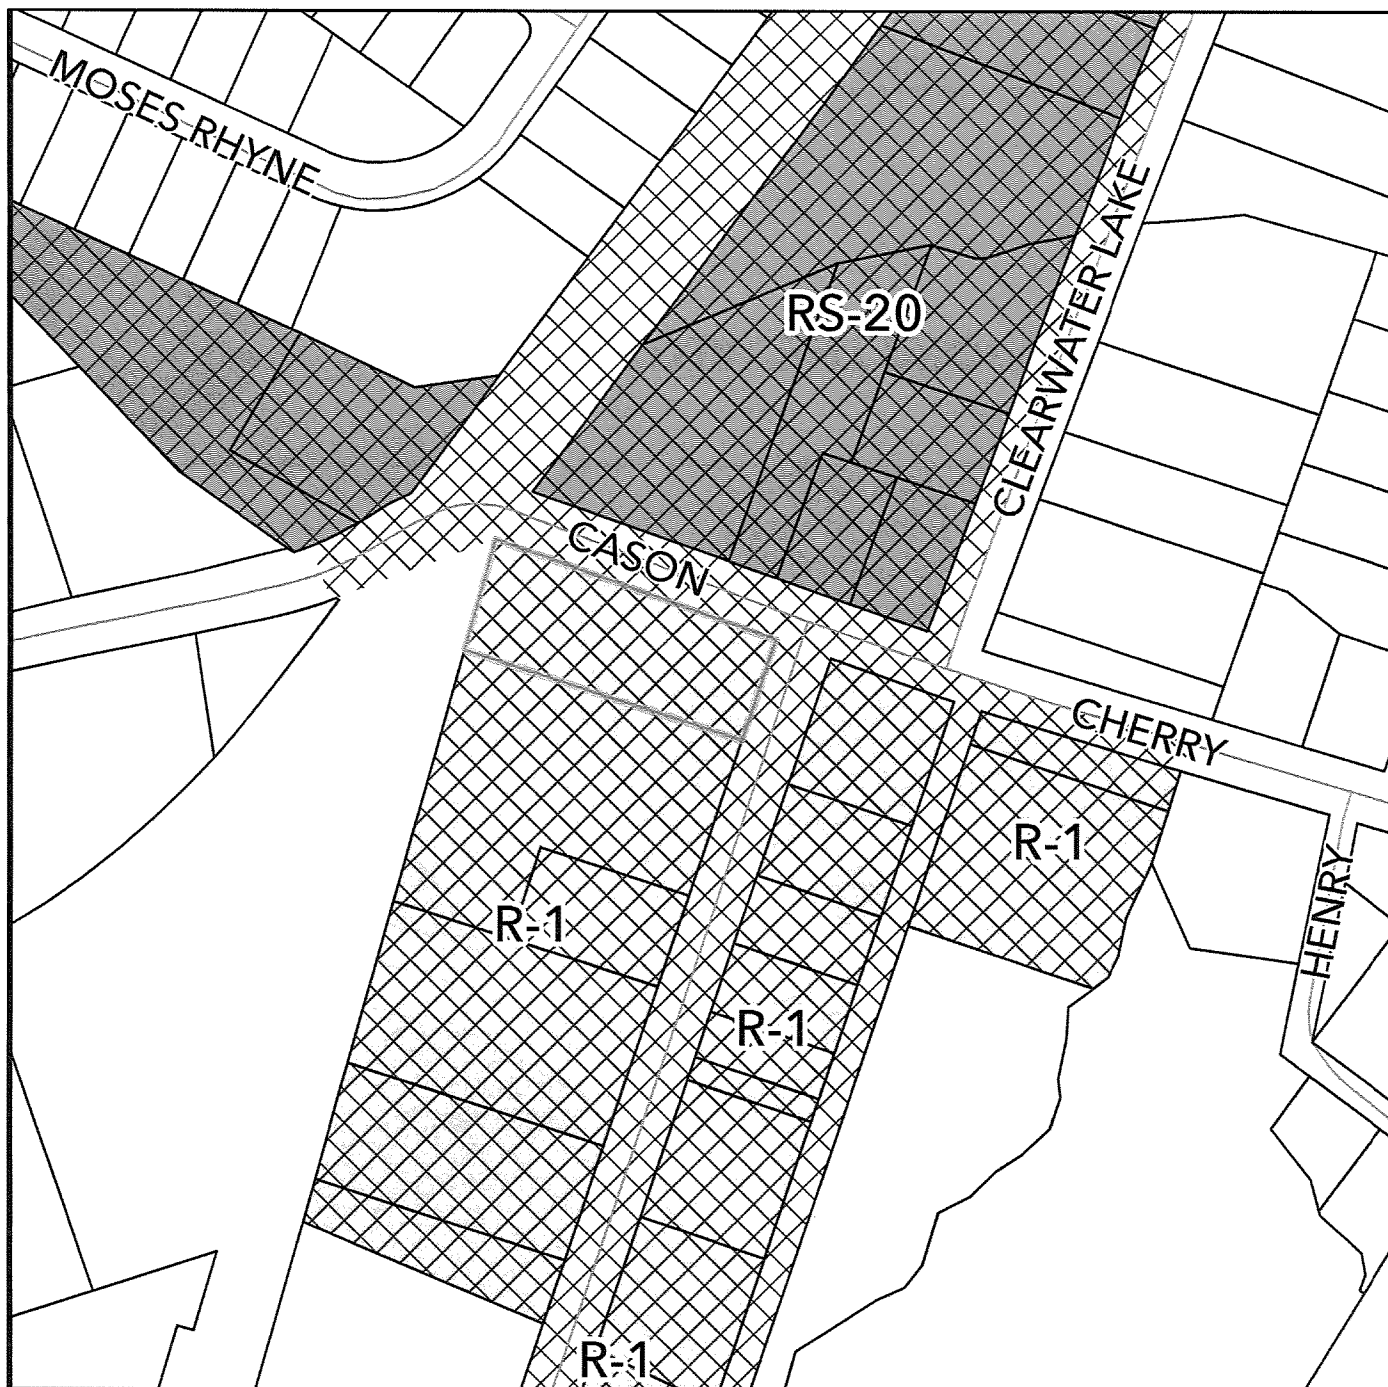 MOSES RHYNE
CLEARWATER LAKE
RS-20
CASON
CHERRY
R-1
HENRY
R-1
R-1
R-1